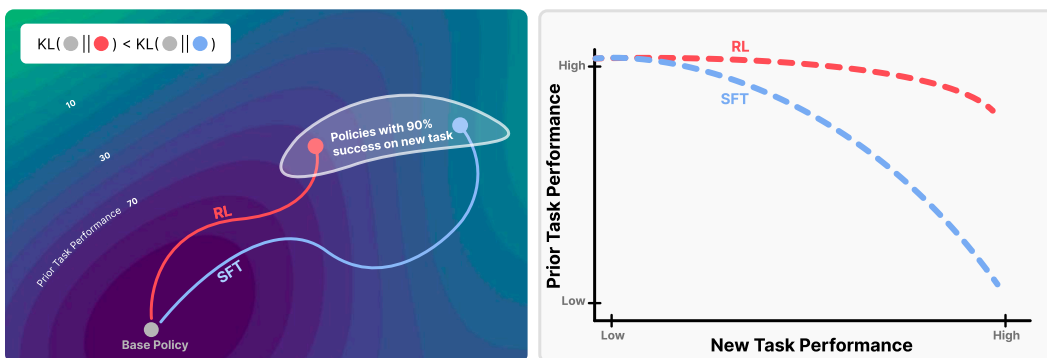 KL( || ) < KL( || )
10
30
70
Prior Task Performance
Policies with 90%
success on new task
RL
SFT
Base Policy
RL
SFT
High
Low
Prior Task Performance
Low
High
New Task Performance